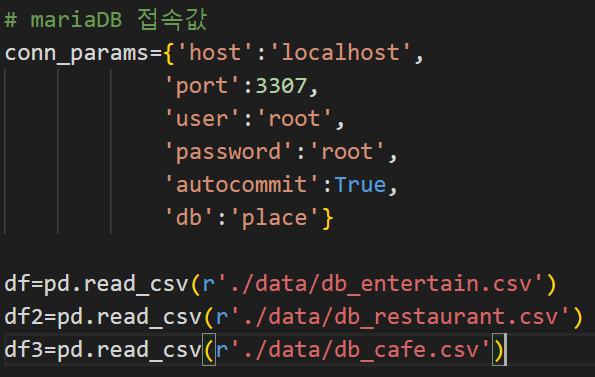 # mariaDB 접속값
conn_params={'host':'localhost',
'port':3307,
'user':'root',
'password':'root',
'autocommit':True,
'db':'place'}
df=pd.read_csv(r'./data/db_entertain.csv')
df2=pd.read_csv(r'./data/db_restaurant.csv')
df3=pd.read_csv(r'./data/db_cafe.csv')